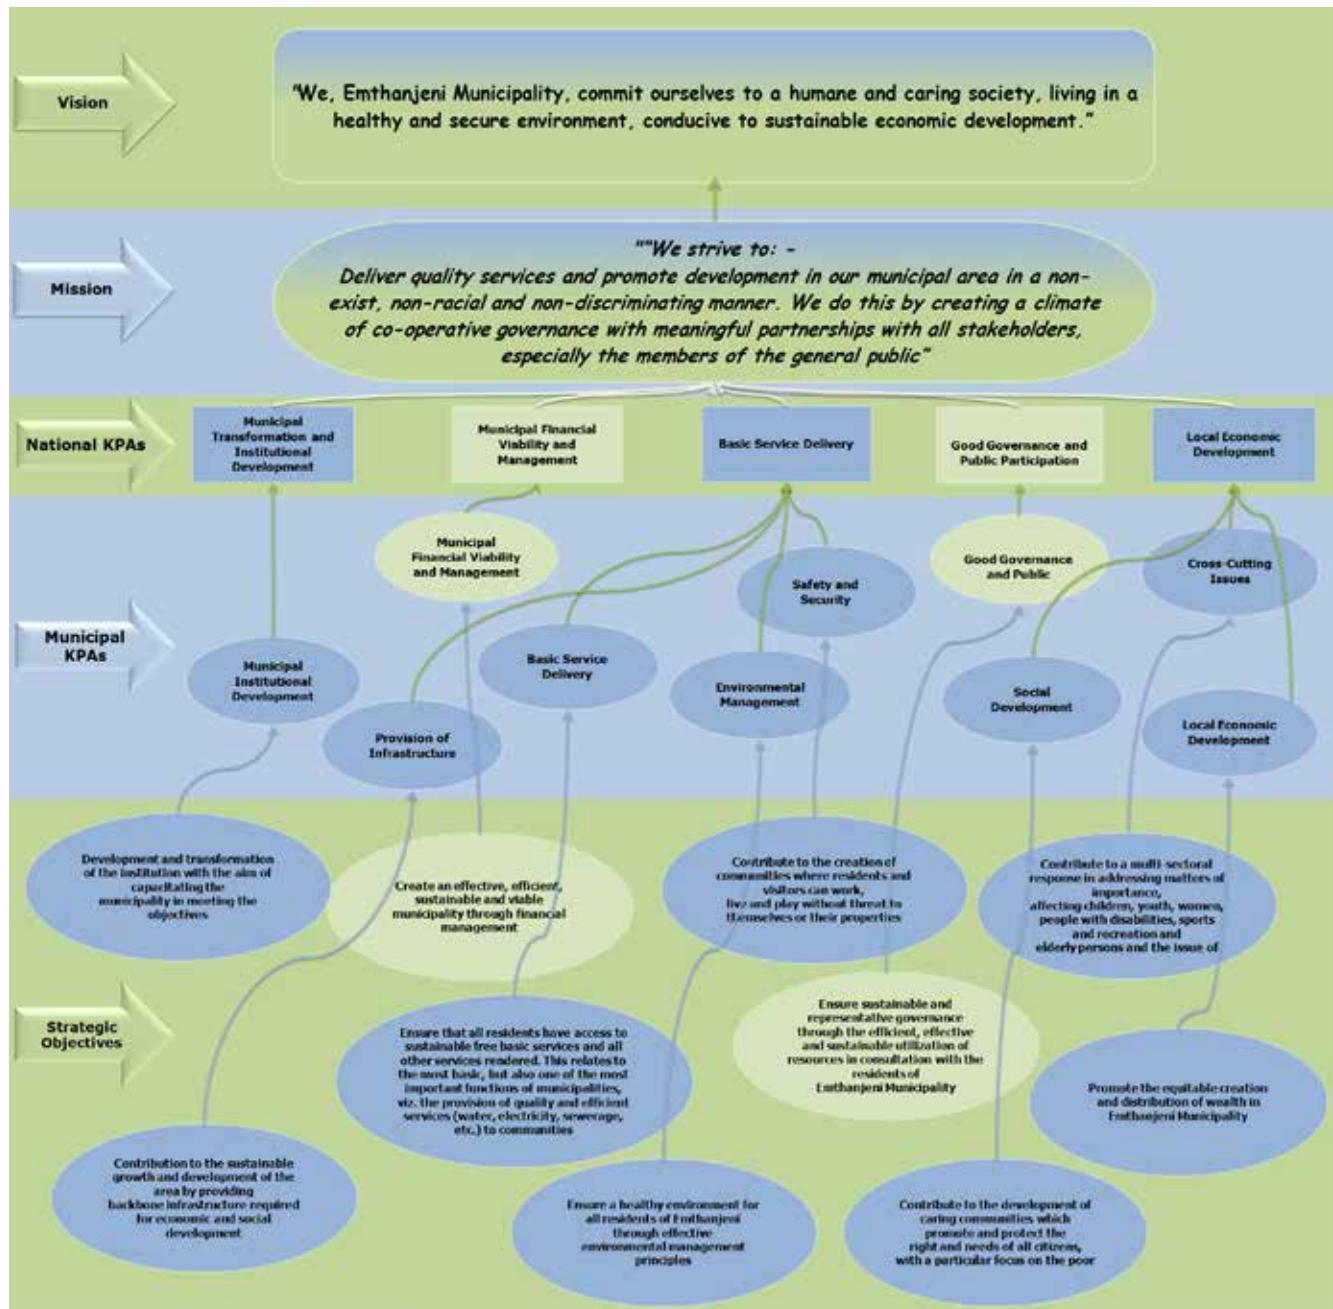 Vision
"We, Emthanjeni Municipality, commit ourselves to a humane and caring society, living in a
healthy and secure environment, conducive to sustainable economic development."
Mission
""We strive to: -
Deliver quality services and promote development in our municipal area in a non-
exist, non-racial and non-discriminating manner. We do this by creating a climate
of co-operative governance with meaningful partnerships with all stakeholders,
especially the members of the general public"
National KPAs
Municipal
Transformation and
Institutional
Development
Municipal Financial
Viability and
Management
Basic Service Delivery
Good Governance and
Public Participation
Local Economic
Development
Municipal
KPAs
Municipal
Financial Viability
and Management
Good Governance
and Public
Cross-Cutting
Issues
Safety and
Security
Municipal
Institutional
Development
Basic Service
Delivery
Environmental
Management
Social
Development
Provision of
Infrastructure
Local Economic
Development
Strategic
Objectives
Development and transformation
of the institution with the aim of
capacitating the
municipality in meeting the
objectives
Create an effective, efficient,
sustainable and viable
municipality through financial
management
Contribute to the creation of
communities where residents and
visitors can work,
live and play without threat to
themselves or their properties
Contribute to a multi-sectoral
response in addressing matters of
importance,
affecting children, youth, women,
people with disabilities, sports
and recreation and
elderly persons and the issue of
Ensure that all residents have access to
sustainable free basic services and all
other services rendered. This relates to
the most basic, but also one of the most
important functions of municipalities,
viz. the provision of quality and efficient
services (water, electricity, sewerage,
etc.) to communities
Ensure sustainable and
representative governance
through the efficient, effective
and sustainable utilization of
resources in consultation with the
residents of
Emthanjeni Municipality
Promote the equitable creation
and distribution of wealth in
Emthanjeni Municipality
Contribution to the sustainable
growth and development of the
area by providing
backbone infrastructure required
for economic and social
development
Ensure a healthy environment for
all residents of Emthanjeni
through effective
environmental management
principles
Contribute to the development of
caring communities which
promote and protect the
right and needs of all citizens,
with a particular focus on the poor